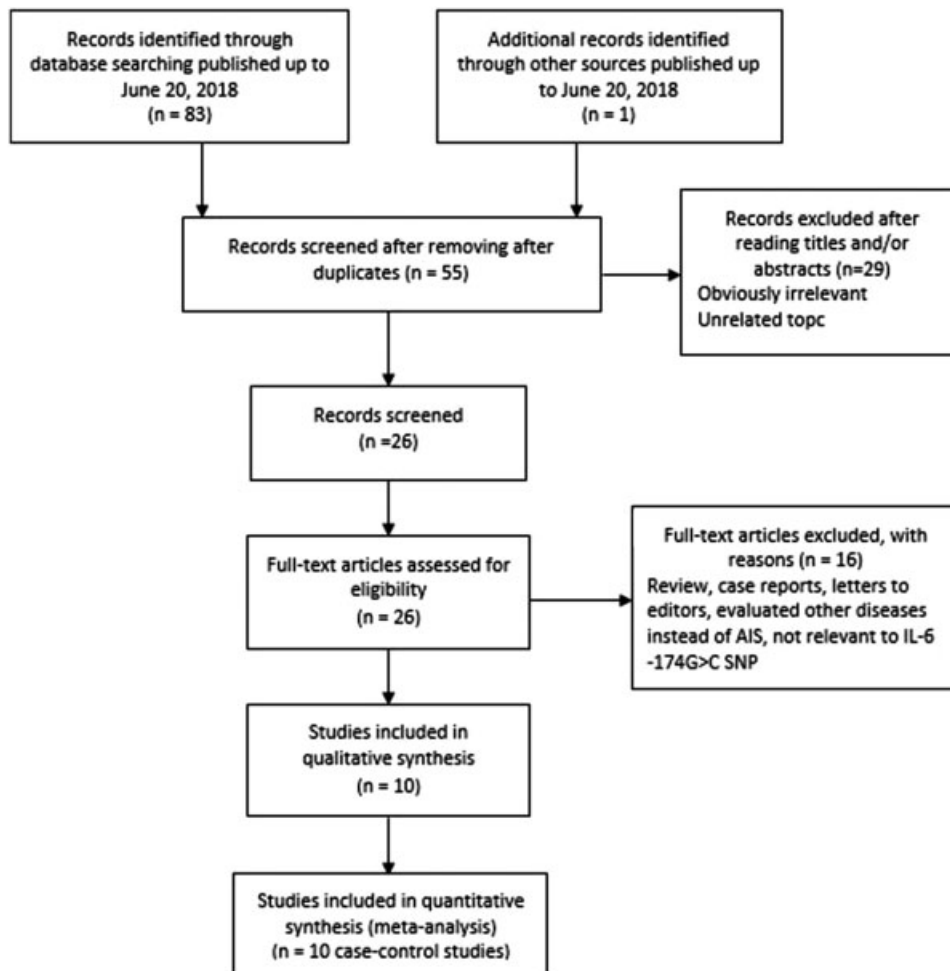 Records identified through
database searching published up to
June 20, 2018
(n = 83)
Additional records identified
through other sources published up
to June 20, 2018
(n = 1)
Records screened after removing after
duplicates (n = 55)
Records excluded after
reading titles and/or
abstracts (n=29)
Obviously irrelevant
Unrelated topc
Records screened
(n =26)
Full-text articles assessed for
eligibility
(n = 26)
Full-text articles excluded, with
reasons (n = 16)
Review, case reports, letters to
editors, evaluated other diseases
instead of AIS, not relevant to IL-6
-174G>C SNP
Studies included in
qualitative synthesis
(n = 10)
Studies included in quantitative
synthesis (meta-analysis)
(n = 10 case-control studies)